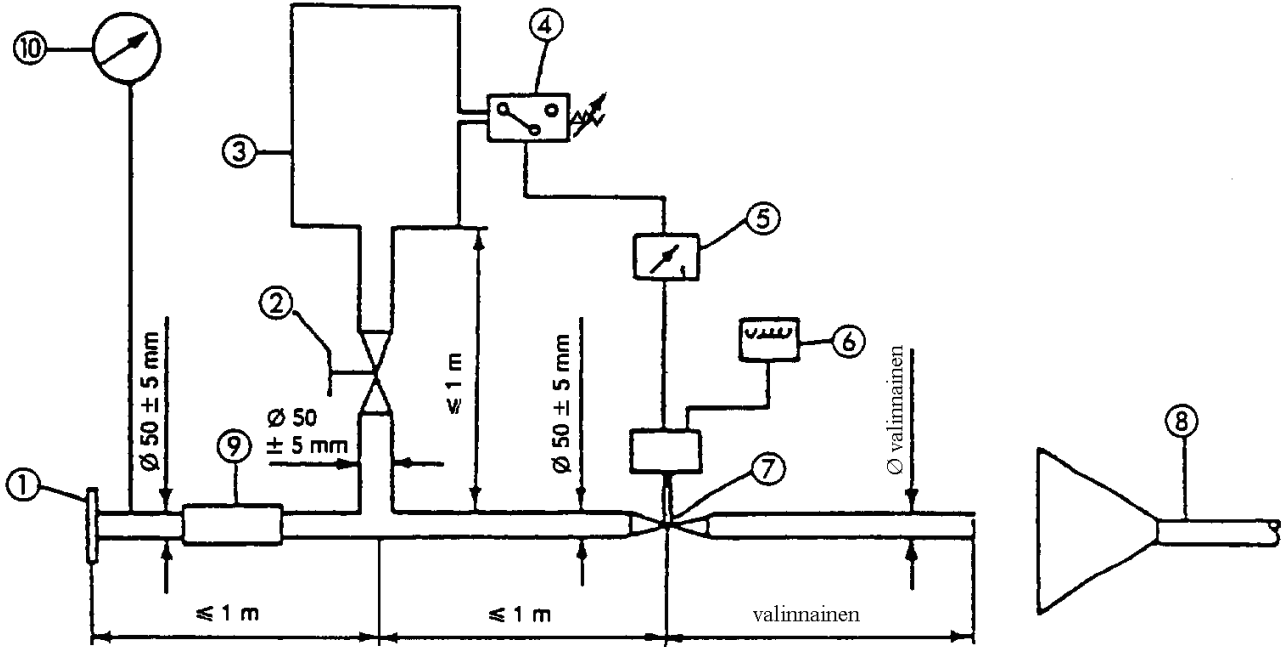 10
4
3
5
2
6
Ø 50 ± 5 mm
Ø 50
± 5 mm
9
≤ 1 m
Ø 50 ± 5 mm
Ø valinnainen
8
1
7
≤ 1 m
≤ 1 m
valinnainen